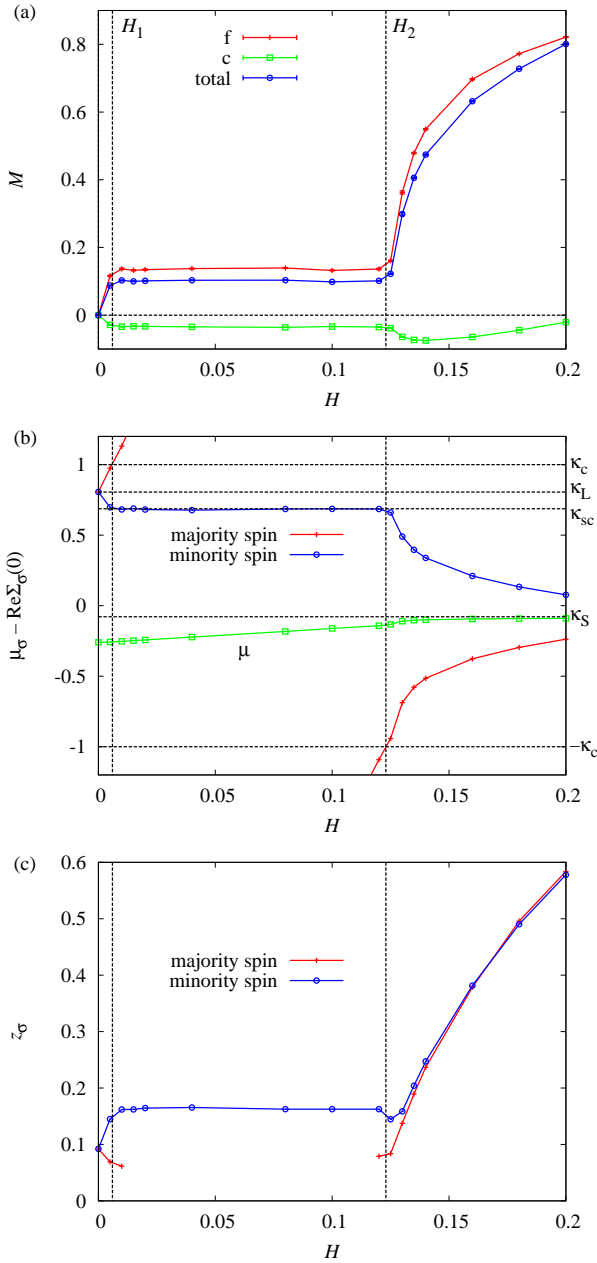 (a)
H1
H2
f
c
total
0.8
0.6
0.4
0.2
0
M
0
0.05
0.1
0.15
0.2
H
(b)
1
0.5
0
-0.5
-1
μσ − ReΣσ(0)
majority spin
minority spin
μ
κc
κL
κsc
κS
−κc
0
0.05
0.1
0.15
0.2
H
(c)
0.6
0.5
0.4
0.3
0.2
0.1
0
zσ
majority spin
minority spin
0
0.05
0.1
0.15
0.2
H